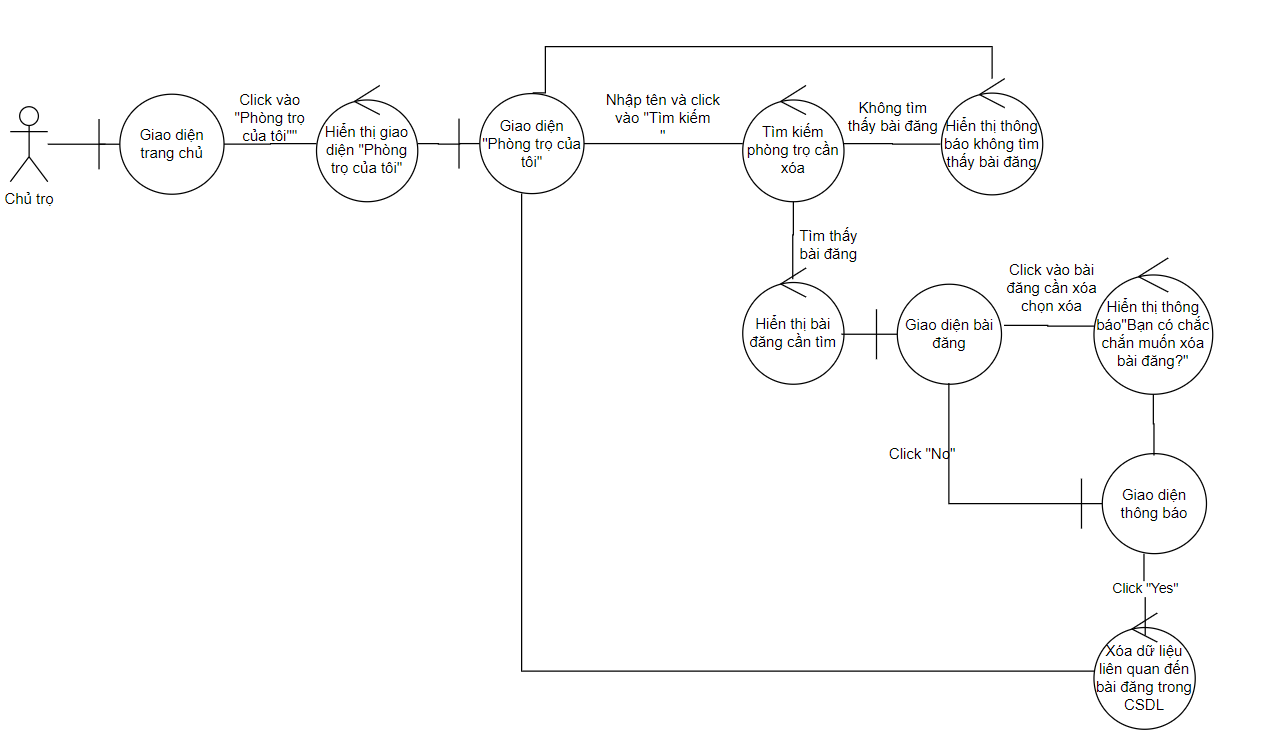 Chủ trọ
Giao diện
trang chủ
Click vào
"Phòng trọ
của tôi""
Hiển thị giao
diện "Phòng
trọ của tôi"
Giao diện
"Phòng trọ của
tôi"
Nhập tên và click
vào "Tìm kiếm
"
Tìm kiếm
phòng trọ cần
xóa
Không tìm
thấy bài đăng
Hiển thị thông
báo không tìm
thấy bài đăng
Tìm thấy
bài đăng
Hiển thị bài
đăng cần tìm
Giao diện bài
đăng
Click vào bài
đăng cần xóa
chọn xóa
Hiển thị thông
báo"Bạn có chắc
chắn muốn xóa
bài đăng?"
Click "No"
Giao diện
thông báo
Click "Yes"
Xóa dữ liệu
liên quan đến
bài đăng trong
CSDL